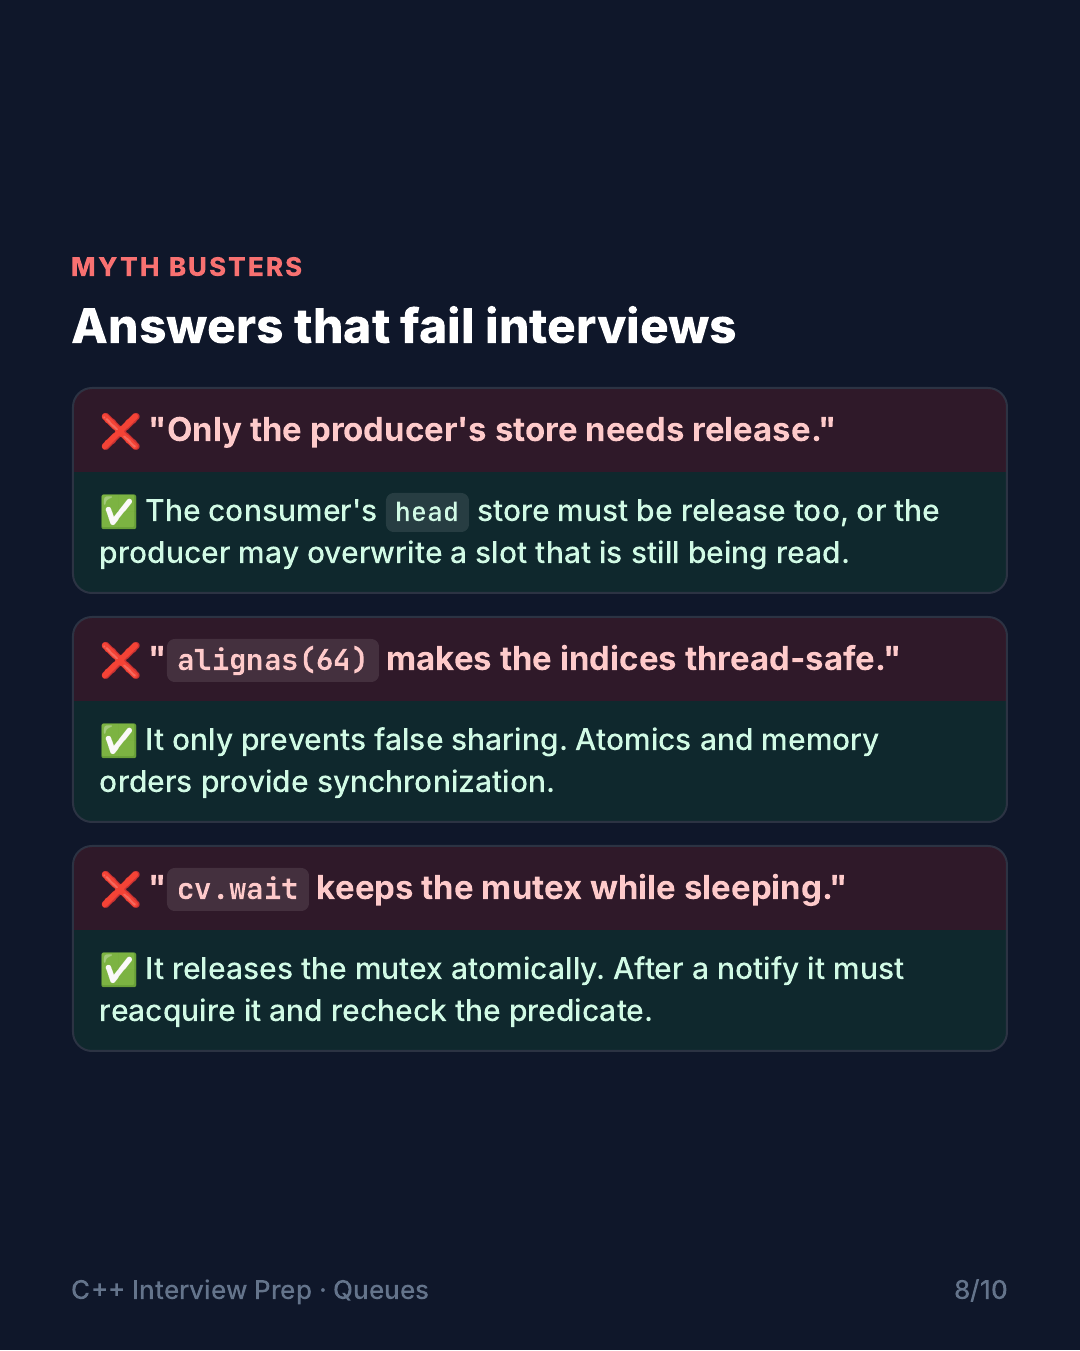 MYTH BUSTERS
Answers that fail interviews
❌ "Only the producer's store needs release."
✅ The consumer's head store must be release too, or the
producer may overwrite a slot that is still being read.
❌ "alignas(64) makes the indices thread-safe."
✅ It only prevents false sharing. Atomics and memory
orders provide synchronization.
❌ "cv.wait keeps the mutex while sleeping."
✅ It releases the mutex atomically. After a notify it must
reacquire it and recheck the predicate.
C++ Interview Prep · Queues
8/10